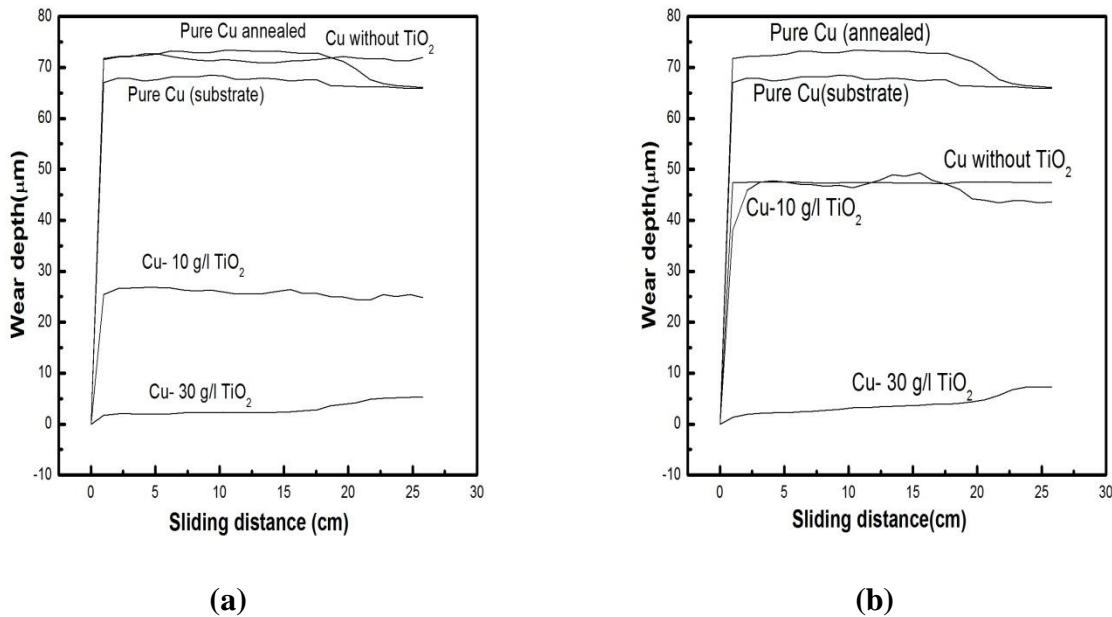 80
70
60
50
40
30
20
10
0
-10
Wear depth(μm)
Pure Cu annealed
Cu without TiO2
Pure Cu (substrate)
Cu- 10 g/l TiO2
Cu- 30 g/l TiO2
0 5 10 15 20 25 30
Sliding distance (cm)
(a)
80
70
60
50
40
30
20
10
0
-10
Wear depth(μm)
Pure Cu (annealed)
Pure Cu(substrate)
Cu without TiO2
Cu-10 g/l TiO2
Cu- 30 g/l TiO2
0 5 10 15 20 25 30
Sliding distance(cm)
(b)